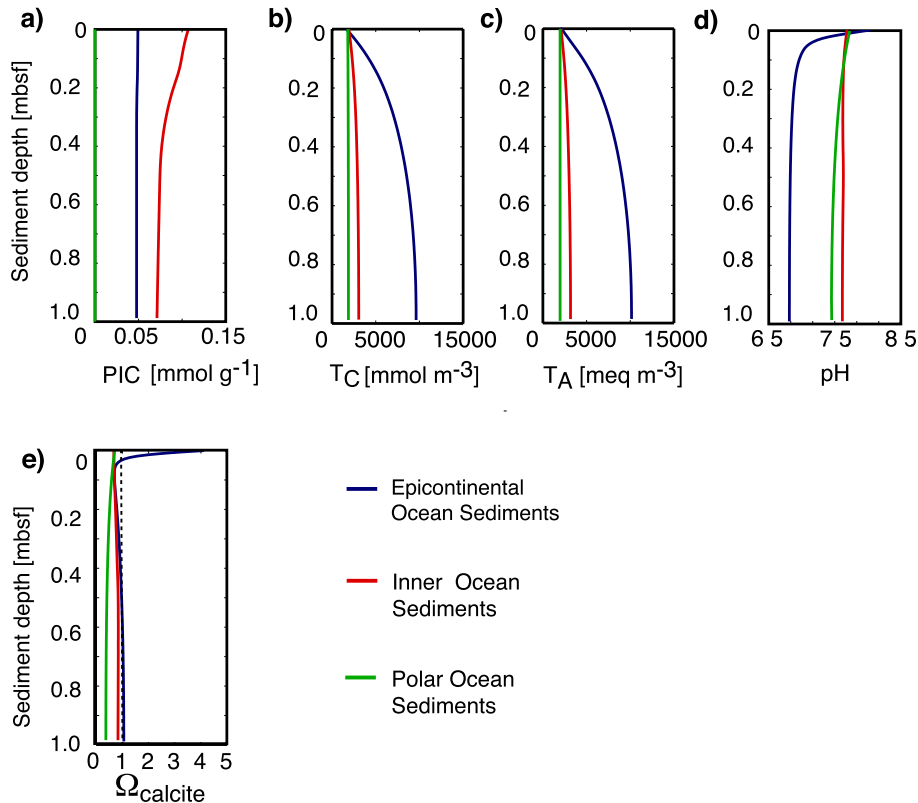 a)
b)
c)
d)
Sediment depth [mbsf]
0
0.2
0.4
0.6
0.8
1.0
0.05
0.15
PIC [mmol g-1]
0
0.2
0.4
0.6
0.8
1.0
0
5000
15000
TC [mmol m-3]
0
0.2
0.4
0.6
0.8
1.0
0
5000
15000
TA [meq m-3]
0
0.2
0.4
0.6
0.8
1.0
6 5
7 5
8 5
pH
e)
Sediment depth [mbsf]
0
0.2
0.4
0.6
0.8
1.0
0 1 2 3 4 5
Ωcalcite
Epicontinental
Ocean Sediments
Inner Ocean
Sediments
Polar Ocean
Sediments